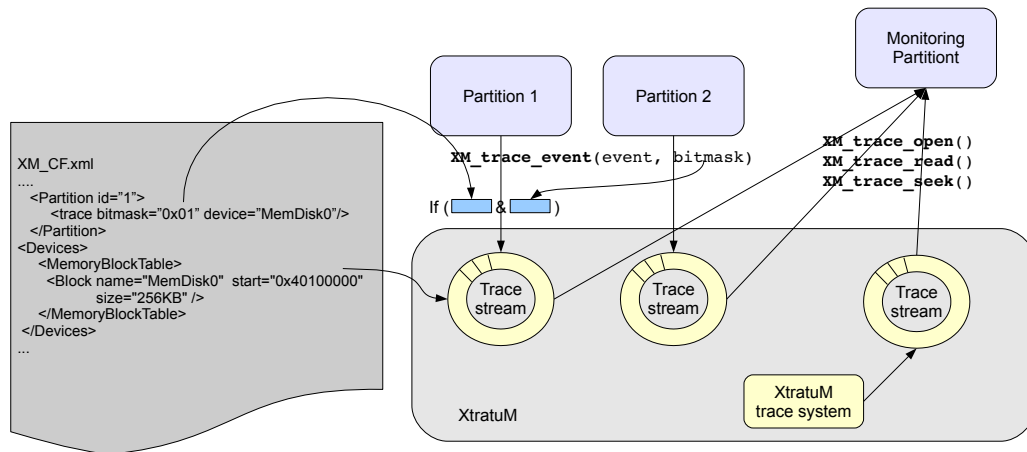 Monitoring
Partitiont
Partition 1
Partition 2
XM_trace_event(event, bitmask)
XM_trace_open()
XM_trace_read()
XM_trace_seek()
If ( & )
XM_CF.xml
....
<Partition id="1">
<trace bitmask="0x01" device="MemDisk0"/>
</Partition>
<Devices>
<MemoryBlockTable>
<Block name="MemDisk0" start="0x40100000"
size="256KB" />
</MemoryBlockTable>
</Devices>
...
Trace
stream
Trace
stream
Trace
stream
XtratuM
trace system
XtratuM